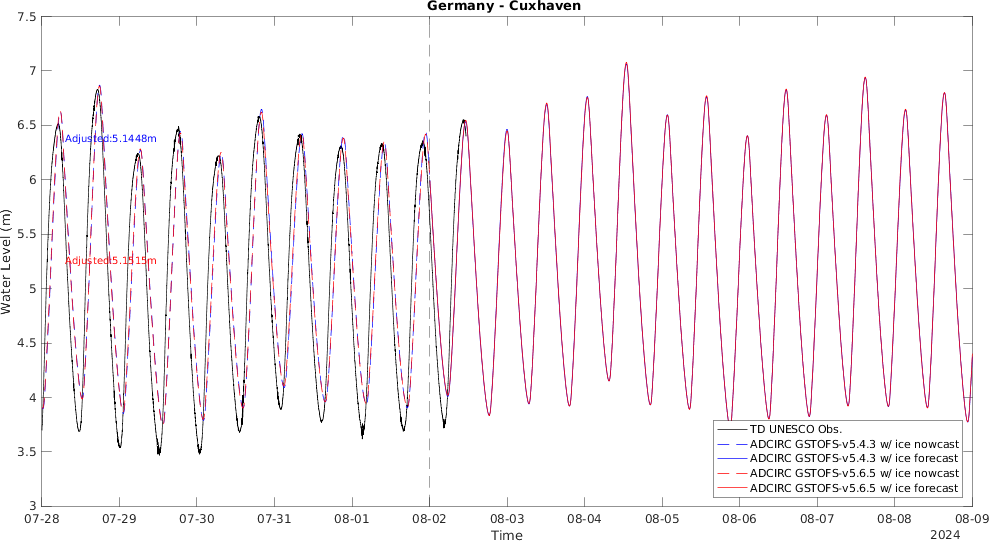 Germany - Cuxhaven
7.5
7
6.5
6
5.5
5
4.5
4
3.5
3
Water Level (m)
Adjusted:5.1448m
Adjusted:5.1515m
TD UNESCO Obs.
ADCIRC GSTOFS-v5.4.3 w/ ice nowcast
ADCIRC GSTOFS-v5.4.3 w/ ice forecast
ADCIRC GSTOFS-v5.6.5 w/ ice nowcast
ADCIRC GSTOFS-v5.6.5 w/ ice forecast
07-28 07-29 07-30 07-31 08-01 08-02 08-03 08-04 08-05 08-06 08-07 08-08 08-09
Time
2024